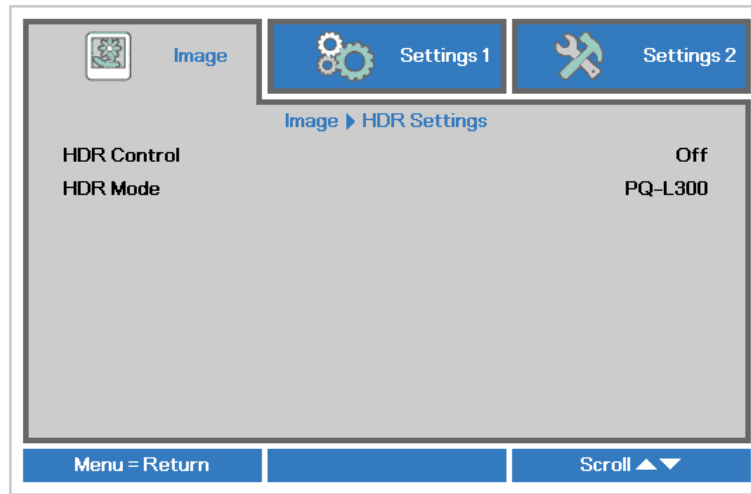 Image Settings 1 Settings 2
Image ▶ HDR Settings
HDR Control Off
HDR Mode PQ-L300
Menu = Return Scroll ▲▼